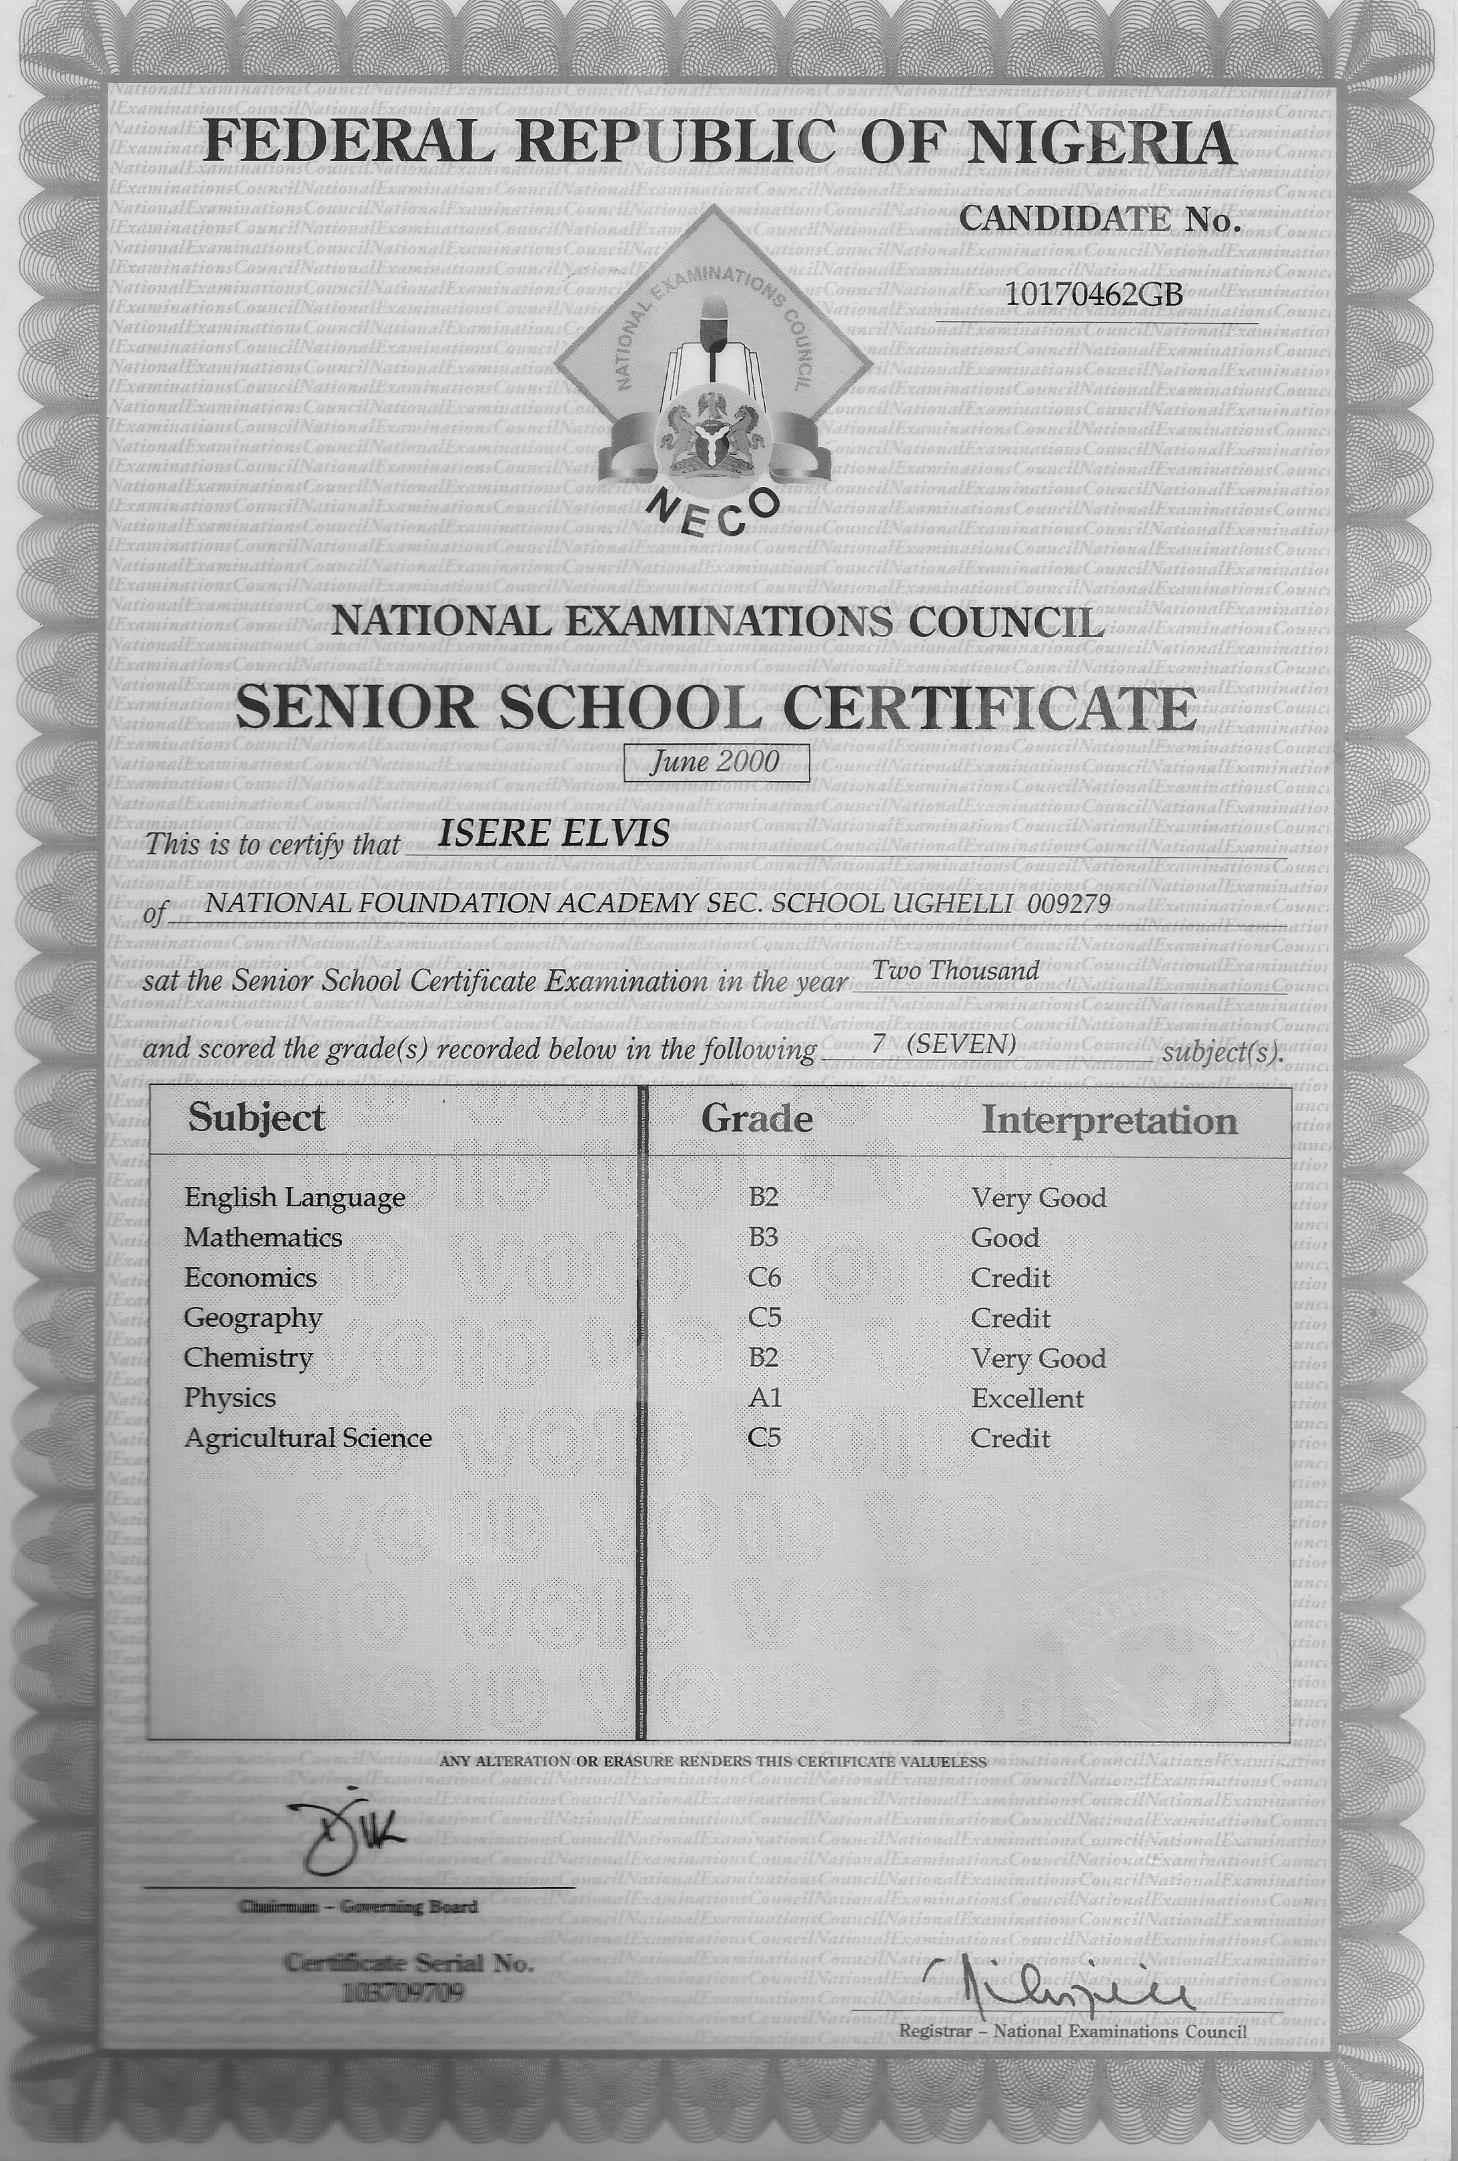 FEDERAL REPUBLIC OF NIGERIA
CANDIDATE No.
10170462GB
NATIONAL EXAMINATIONS COUNCIL
NECO
NATIONAL EXAMINATIONS COUNCIL
SENIOR SCHOOL CERTIFICATE
June 2000
This is to certify that ISERE ELVIS
of NATIONAL FOUNDATION ACADEMY SEC. SCHOOL UGHELLI 009279
sat the Senior School Certificate Examination in the year Two Thousand
and scored the grade(s) recorded below in the following 7 (SEVEN) subject(s).
Subject Grade Interpretation
English Language B2 Very Good
Mathematics B3 Good
Economics C6 Credit
Geography C5 Credit
Chemistry B2 Very Good
Physics A1 Excellent
Agricultural Science C5 Credit
ANY ALTERATION OR ERASURE RENDERS THIS CERTIFICATE VALUELESS
Chairman – Governing Board
Certificate Serial No.
103709709
Registrar – National Examinations Council